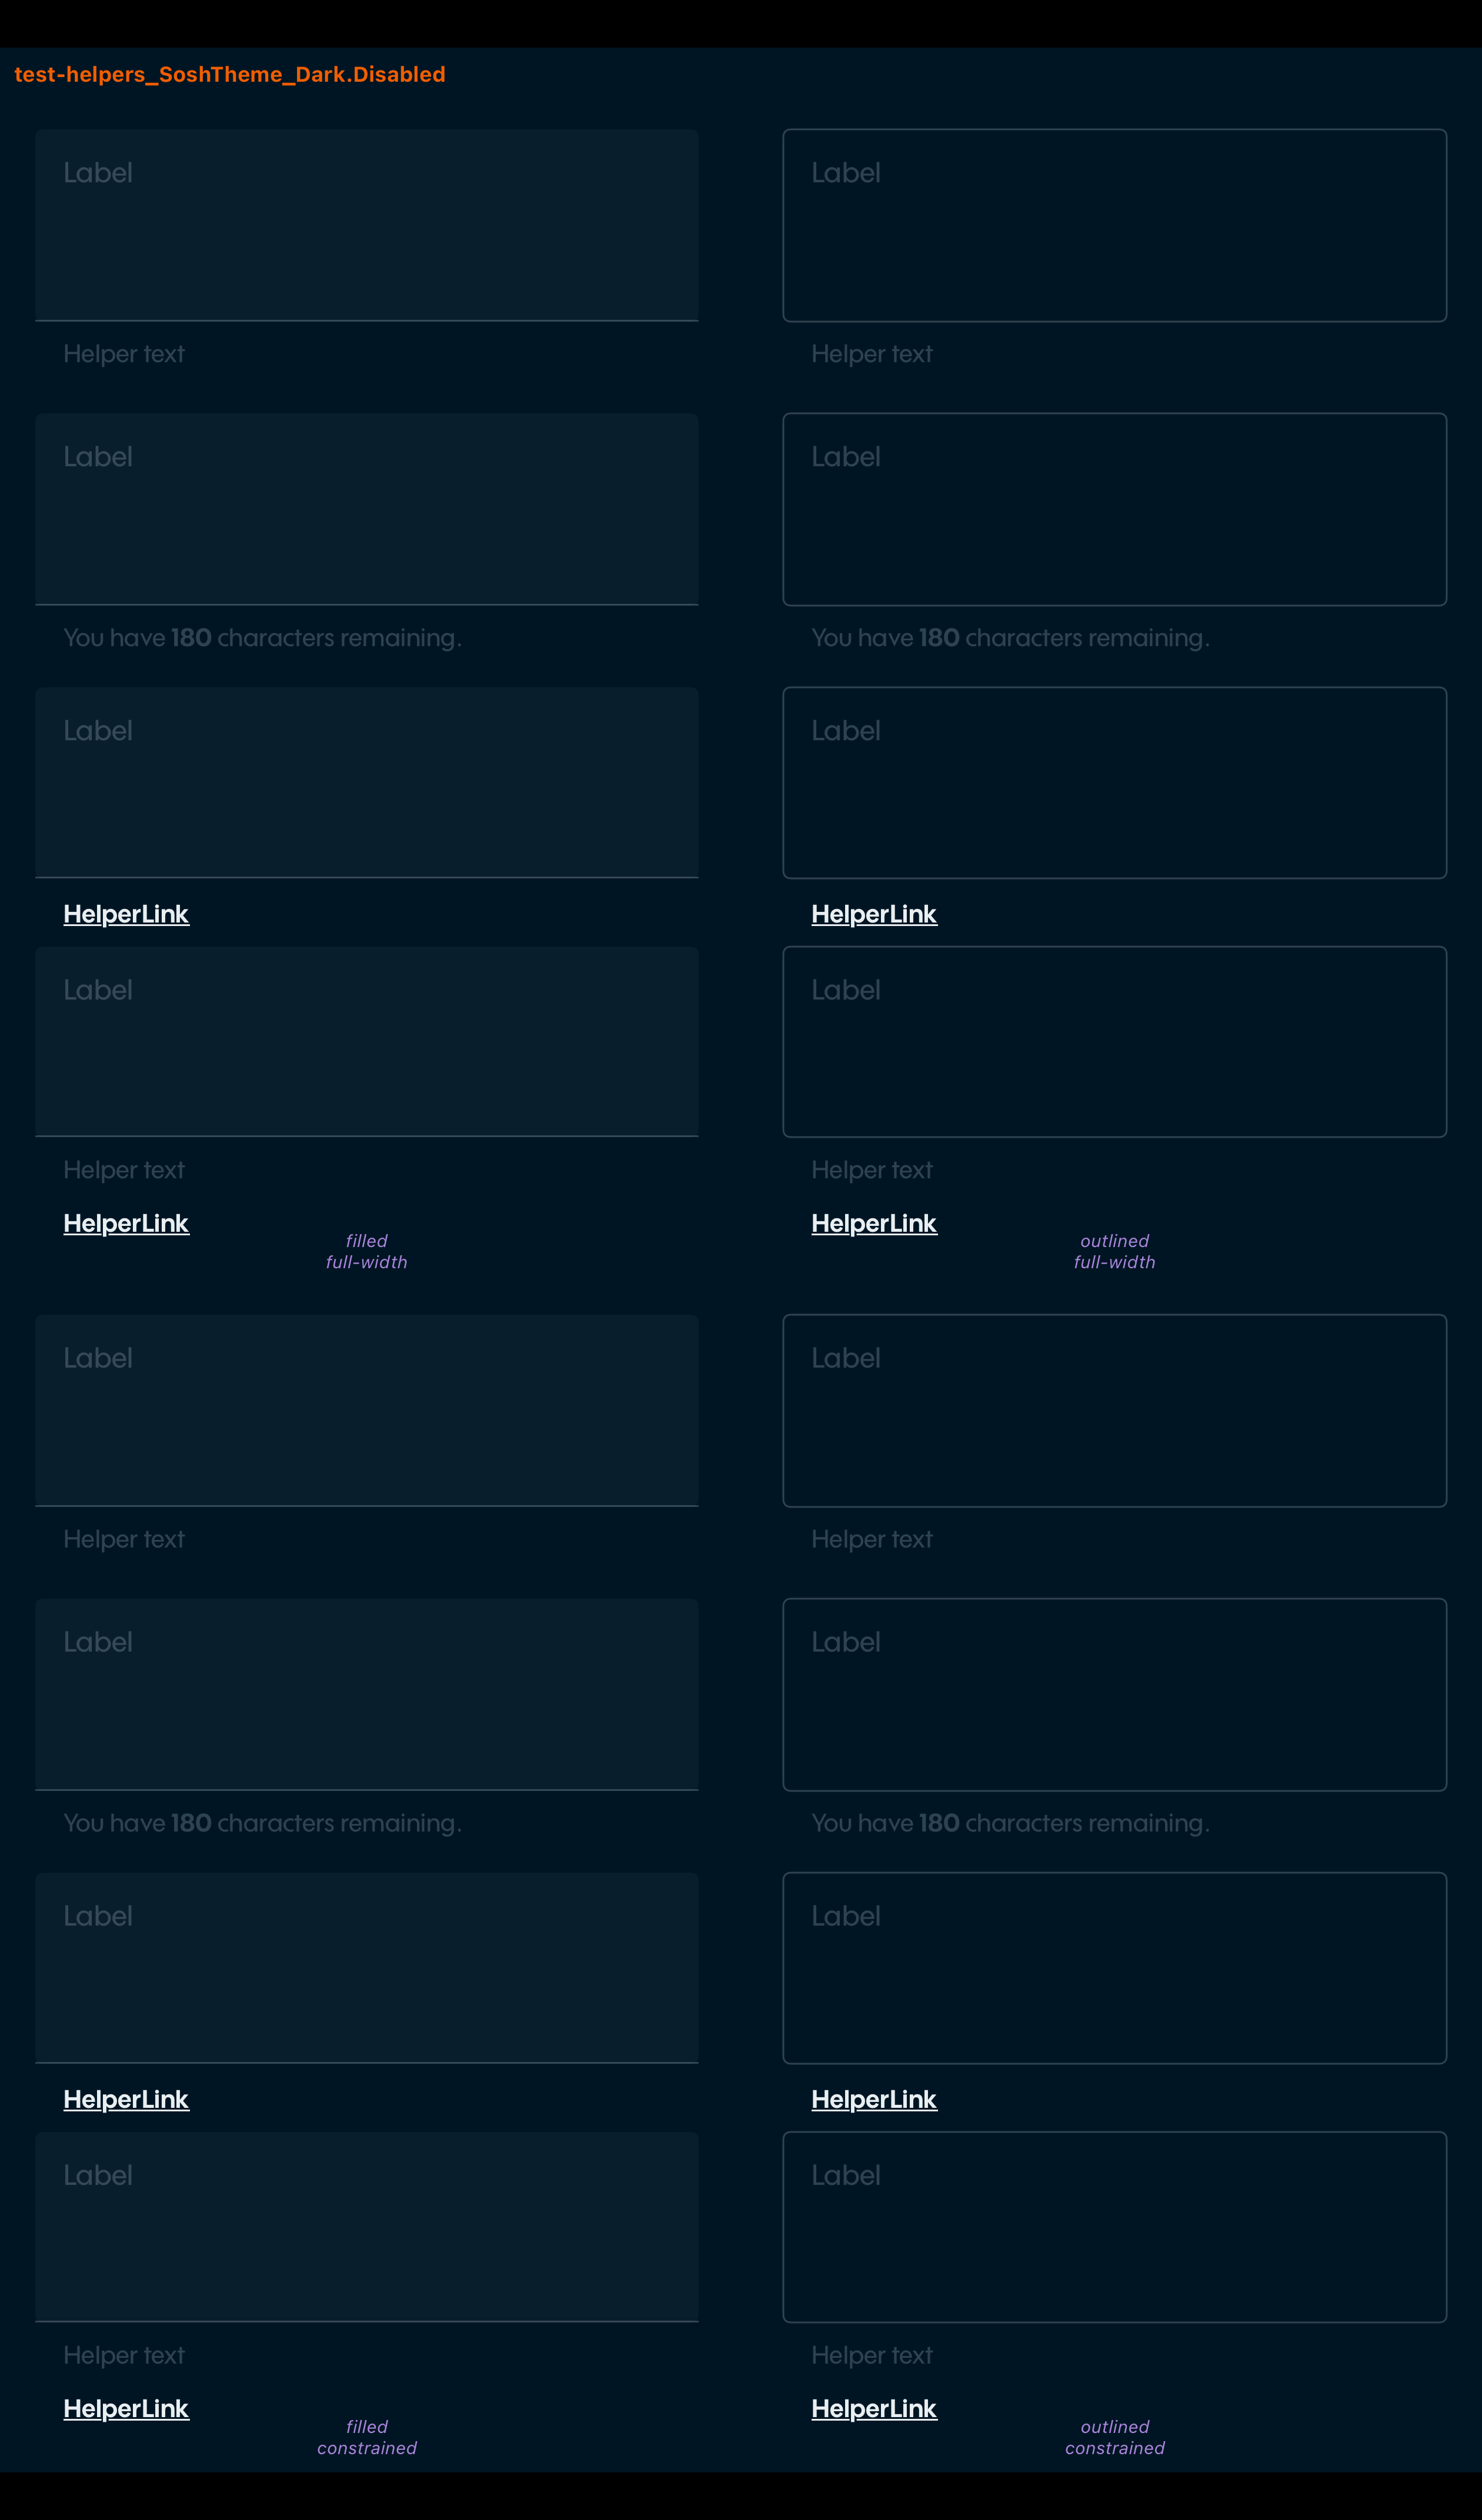 test-helpers_SoshTheme_Dark.Disabled
Label
Label
Helper text
Helper text
Label
Label
You have 180 characters remaining.
You have 180 characters remaining.
Label
Label
HelperLink
HelperLink
Label
Label
Helper text
Helper text
HelperLink
HelperLink
filled
full-width
outlined
full-width
Label
Label
Helper text
Helper text
Label
Label
You have 180 characters remaining.
You have 180 characters remaining.
Label
Label
HelperLink
HelperLink
Label
Label
Helper text
Helper text
HelperLink
HelperLink
filled
constrained
outlined
constrained